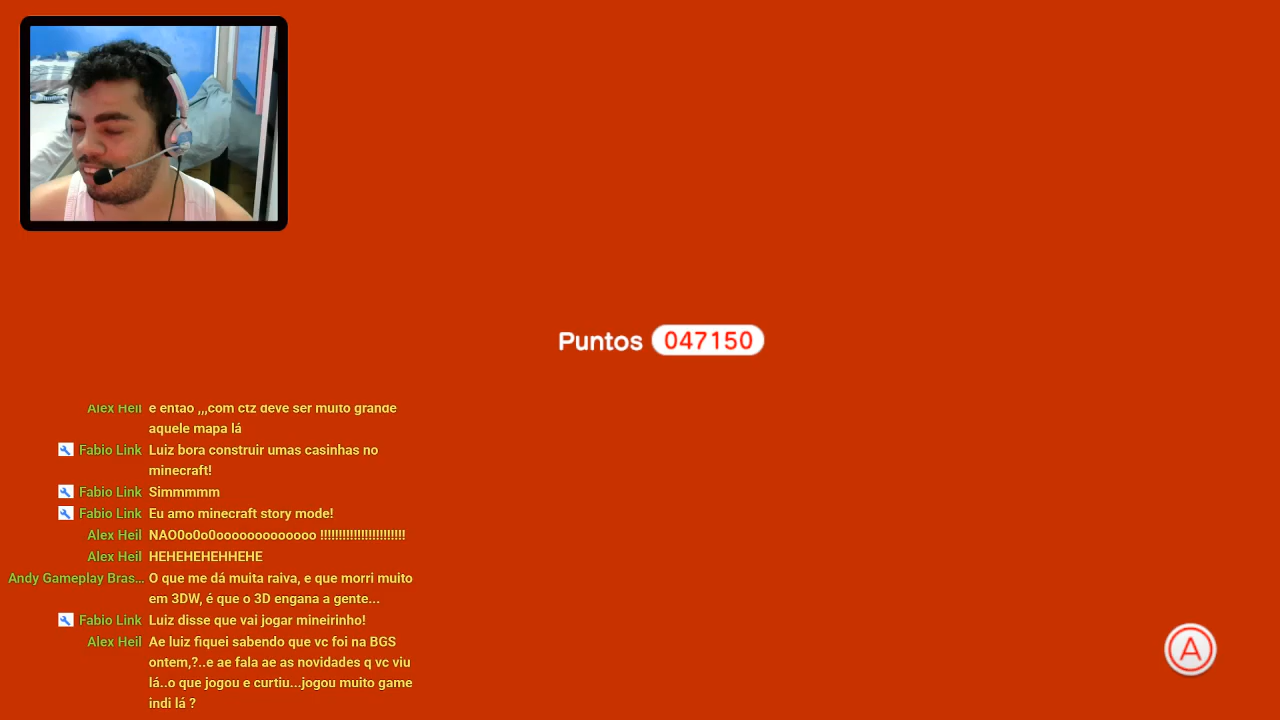 Puntos 047150
Alex Heil e então ,,,com ctz deve ser muito grande
aquele mapa lá
Fabio Link Luiz bora construir umas casinhas no
minecraft!
Fabio Link Simmmmm
Fabio Link Eu amo minecraft story mode!
Alex Heil NAO0o0o0ooooooooooooo !!!!!!!!!!!!!!!!!!!!!!!
Alex Heil HEHEHEHEHHEHE
Andy Gameplay Bras... O que me dá muita raiva, e que morri muito
em 3DW, é que o 3D engana a gente...
Fabio Link Luiz disse que vai jogar mineirinho!
Alex Heil Ae luiz fiquei sabendo que vc foi na BGS
ontem,?..e ae fala ae as novidades q vc viu
lá..o que jogou e curtiu...jogou muito game
indi lá ?
A